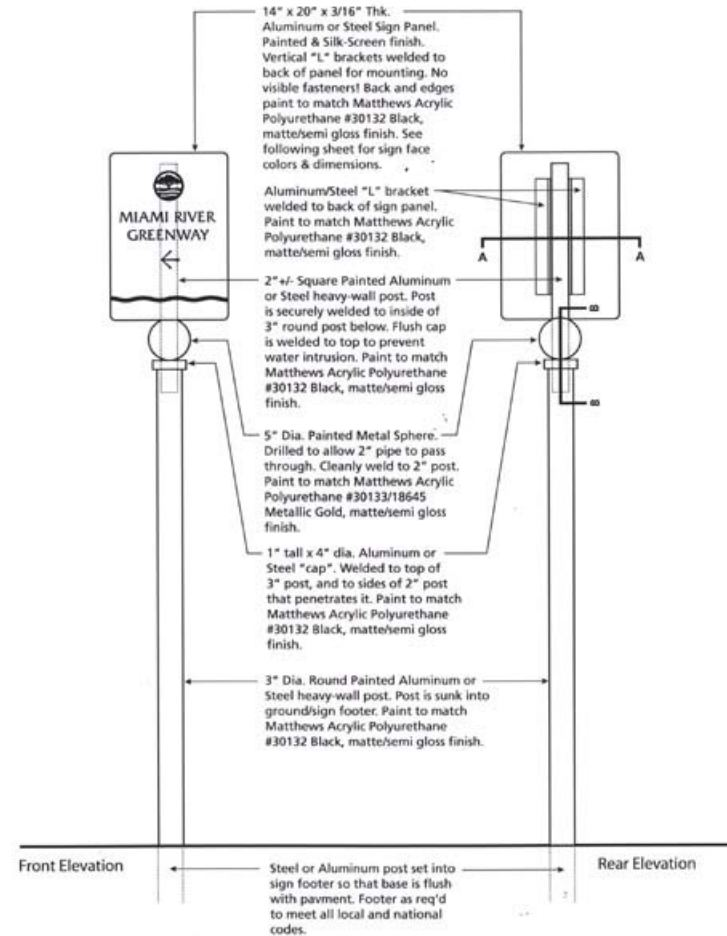 14" x 20" x 3/16" Thk.
Aluminum or Steel Sign Panel.
Painted & Silk-Screen finish.
Vertical "L" brackets welded to
back of panel for mounting. No
visible fasteners! Back and edges
paint to match Matthews Acrylic
Polyurethane #30132 Black,
matte/semi gloss finish. See
following sheet for sign face
colors & dimensions.
MIAMI RIVER
GREENWAY
Aluminum/Steel "L" bracket
welded to back of sign panel.
Paint to match Matthews Acrylic
Polyurethane #30132 Black,
matte/semi gloss finish.
A
A
2"+/- Square Painted Aluminum
or Steel heavy-wall post. Post
is securely welded to inside of
3" round post below. Flush cap
is welded to top to prevent
water intrusion. Paint to match
Matthews Acrylic Polyurethane
#30132 Black, matte/semi gloss
finish.
B
B
5" Dia. Painted Metal Sphere.
Drilled to allow 2" pipe to pass
through. Cleanly weld to 2" post.
Paint to match Matthews Acrylic
Polyurethane #30133/18645
Metallic Gold, matte/semi gloss
finish.
1" tall x 4" dia. Aluminum or
Steel "cap". Welded to top of
3" post, and to sides of 2" post
that penetrates it. Paint to match
Matthews Acrylic Polyurethane
#30132 Black, matte/semi gloss
finish.
3" Dia. Round Painted Aluminum or
Steel heavy-wall post. Post is sunk into
ground/sign footer. Paint to match
Matthews Acrylic Polyurethane
#30132 Black, matte/semi gloss finish.
Front Elevation
Rear Elevation
Steel or Aluminum post set into
sign footer so that base is flush
with pavment. Footer as req'd
to meet all local and national
codes.